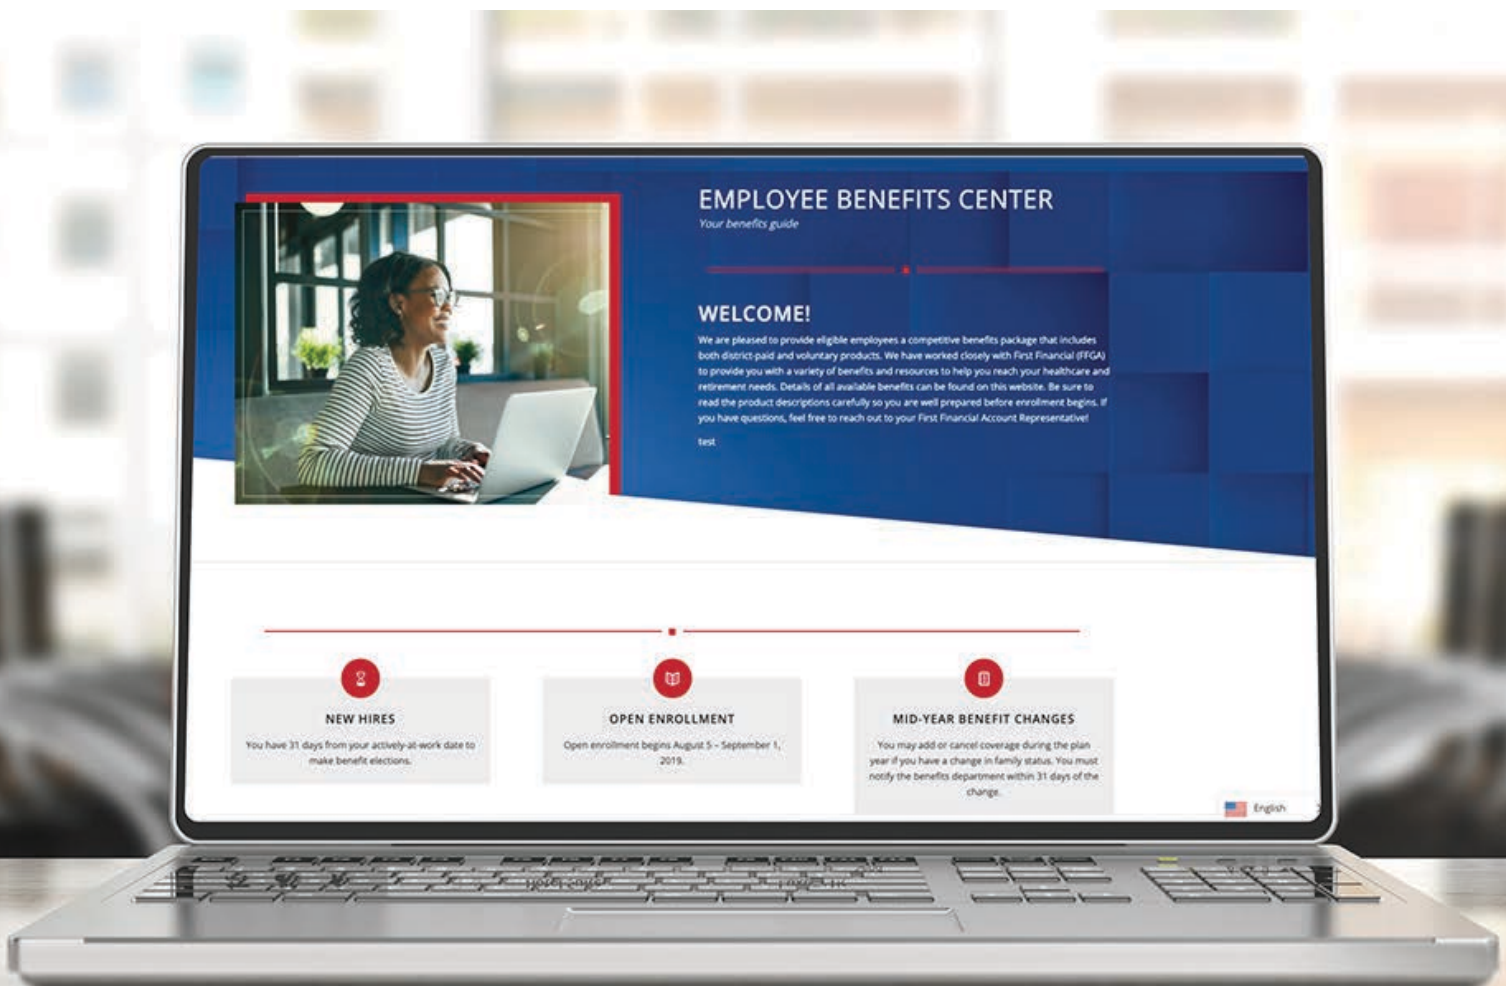 EMPLOYEE BENEFITS CENTER
Your benefits guide
WELCOME!
We are pleased to provide eligible employees a competitive benefits package that includes
both district-paid and voluntary products. We have worked closely with First Financial (FFGA)
to provide you with a variety of benefits and resources to help you reach your healthcare and
retirement needs. Details of all available benefits can be found on this website. Be sure to
read the product descriptions carefully so you are well prepared before enrollment begins. If
you have questions, feel free to reach out to your First Financial Account Representative!
test
NEW HIRES
You have 31 days from your actively-at-work date to
make benefit elections.
OPEN ENROLLMENT
Open enrollment begins August 5 – September 1,
2019.
MID-YEAR BENEFIT CHANGES
You may add or cancel coverage during the plan
year if you have a change in family status. You must
notify the benefits department within 31 days of the
change.
English